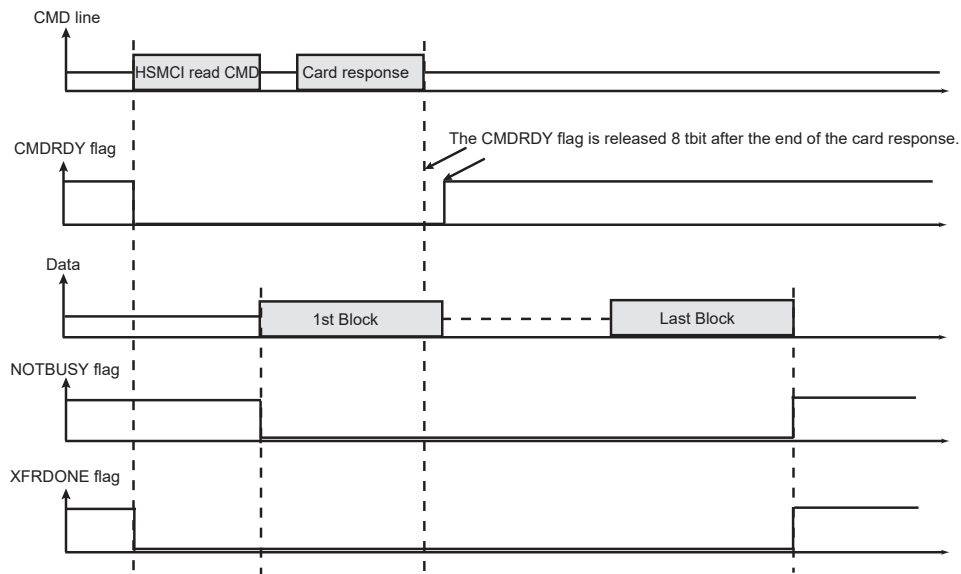 CMD line
HSMCI read CMD
Card response
The CMDRDY flag is released 8 tbit after the end of the card response.
CMDRDY flag
Data
1st Block
Last Block
NOTBUSY flag
XFRDONE flag